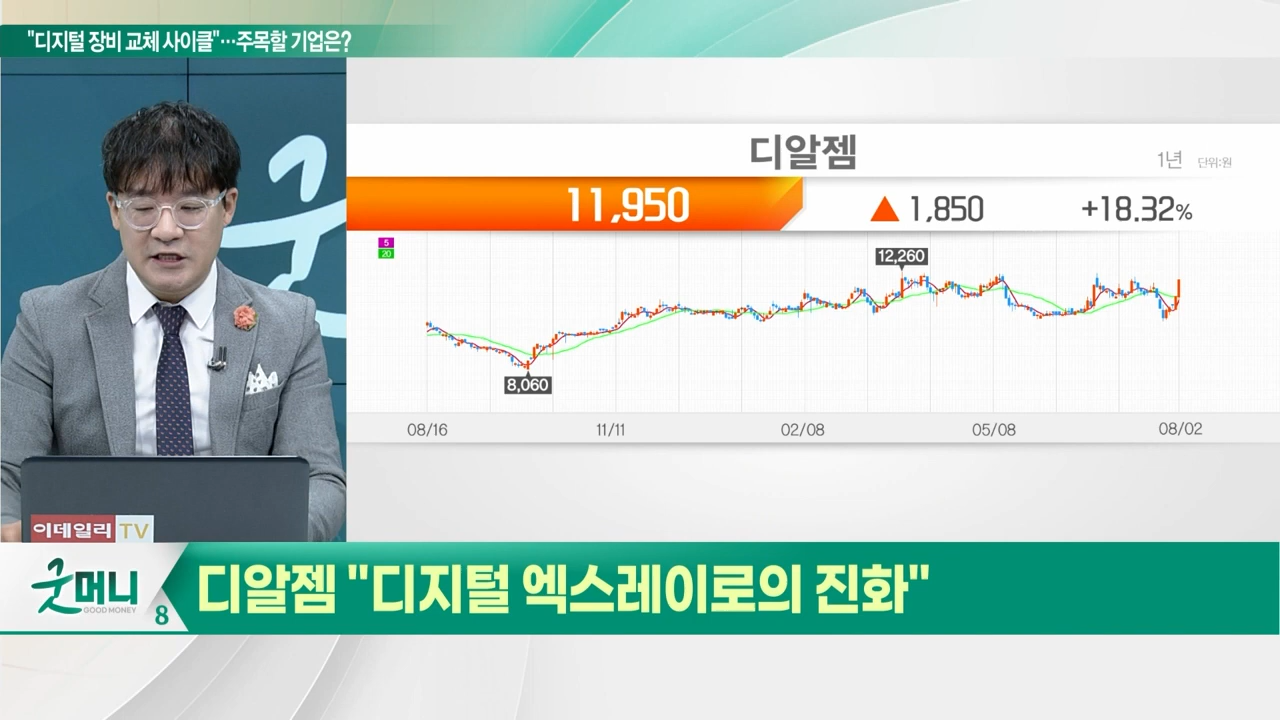 "디지털 장비 교체 사이클"…주목할 기업은?
디알젬
1년 단위:원
11,950 ▲ 1,850 +18.32%
5
20
12,260
8,060
08/16 11/11 02/08 05/08 08/02
이데일리 TV
굿머니
GOOD MONEY
8
디알젬 "디지털 엑스레이로의 진화"